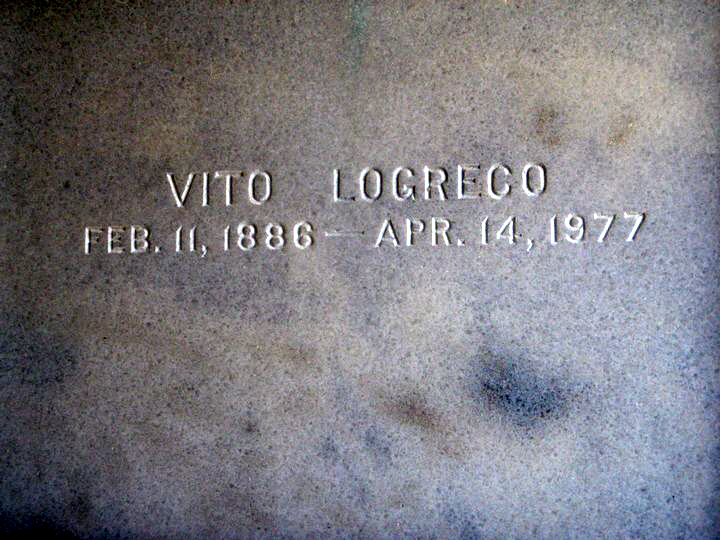 VITO LOGRECO
FEB. 11, 1886 — APR. 14, 1977